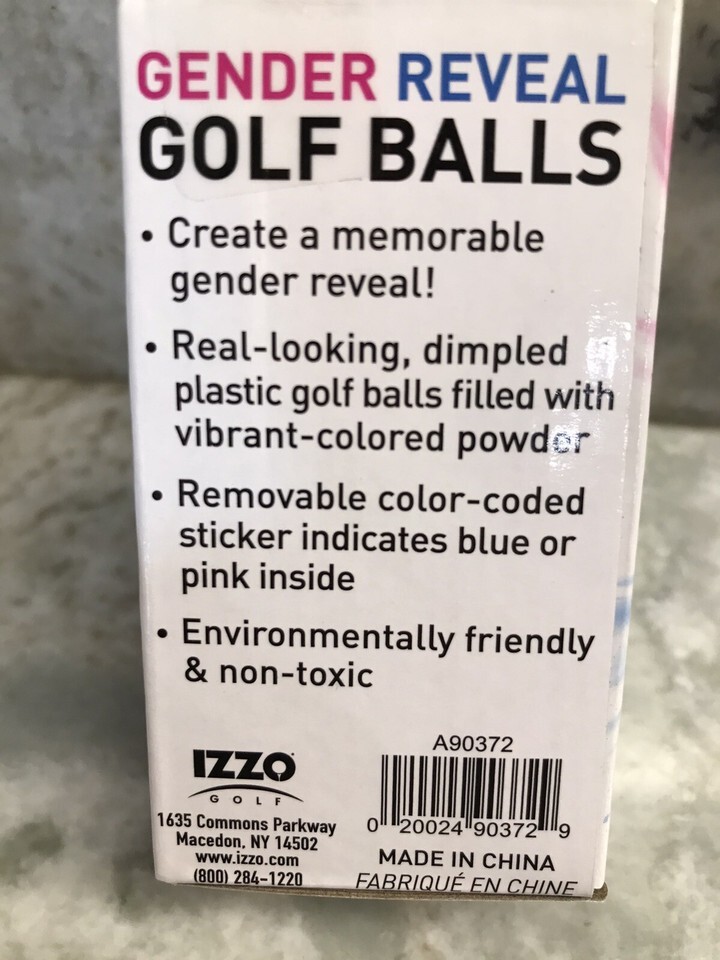 GENDER REVEAL
GOLF BALLS
• Create a memorable
gender reveal!
• Real-looking, dimpled
plastic golf balls filled with
vibrant-colored powder
• Removable color-coded
sticker indicates blue or
pink inside
• Environmentally friendly
& non-toxic
IZZO
GOLF
1635 Commons Parkway
Macedon, NY 14502
www.izzo.com
(800) 284-1220
A90372
0 20024 90372 9
MADE IN CHINA
FABRIQUÉ EN CHINE